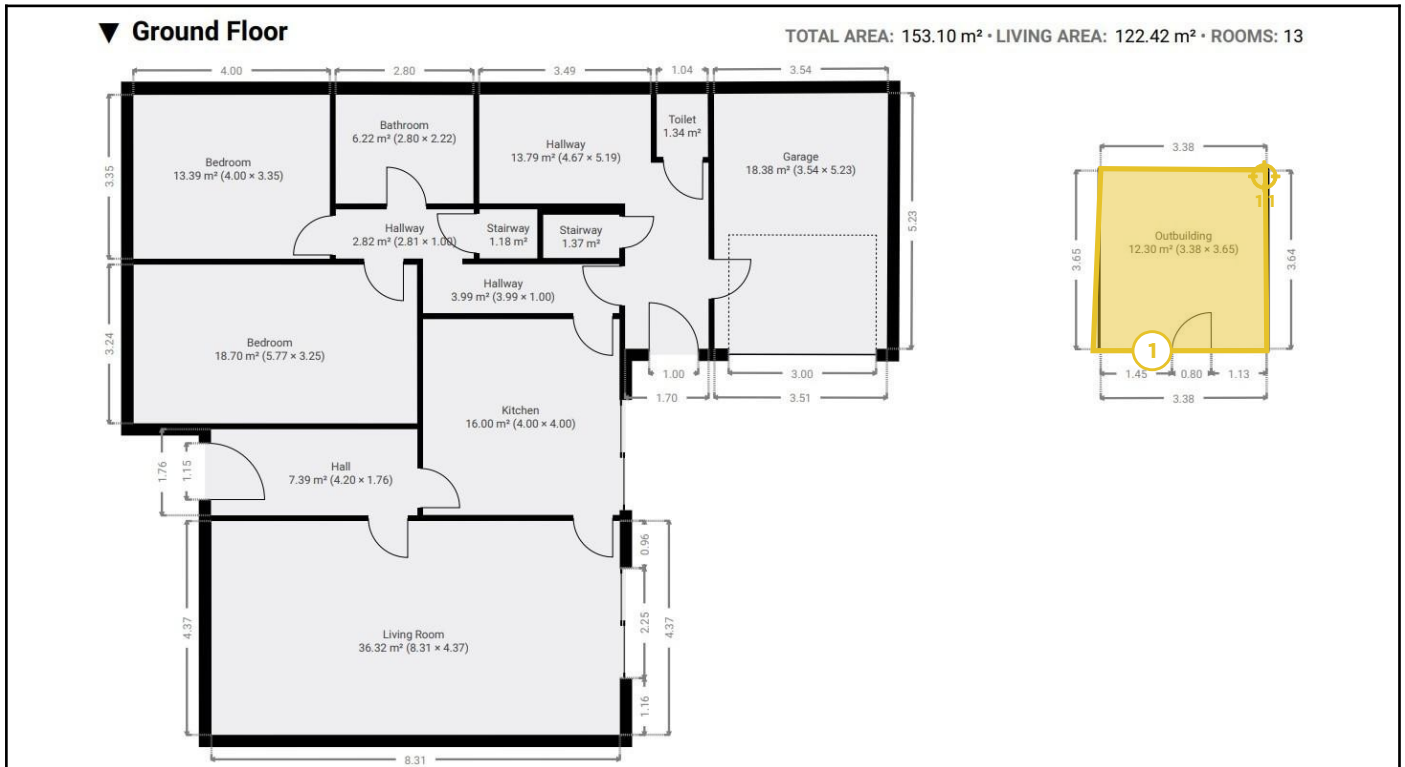 ▼ Ground Floor
TOTAL AREA: 153.10 m² • LIVING AREA: 122.42 m² • ROOMS: 13
4.00
2.80
3.49
1.04
3.54
3.35
Bedroom
13.39 m² (4.00 × 3.35)
Bathroom
6.22 m² (2.80 × 2.22)
Hallway
13.79 m² (4.67 × 5.19)
Toilet
1.34 m²
Garage
18.38 m² (3.54 × 5.23)
5.23
3.38
3.65
1.1
Outbuilding
12.30 m² (3.38 × 3.65)
3.64
Hallway
2.82 m² (2.81 × 1.00)
Stairway
1.18 m²
Stairway
1.37 m²
Hallway
3.99 m² (3.99 × 1.00)
3.24
Bedroom
18.70 m² (5.77 × 3.25)
1
1.45
0.80
1.13
3.38
1.00
1.70
3.00
3.51
Kitchen
16.00 m² (4.00 × 4.00)
1.76
1.15
Hall
7.39 m² (4.20 × 1.76)
0.96
4.37
Living Room
36.32 m² (8.31 × 4.37)
2.25
4.37
1.16
8.31